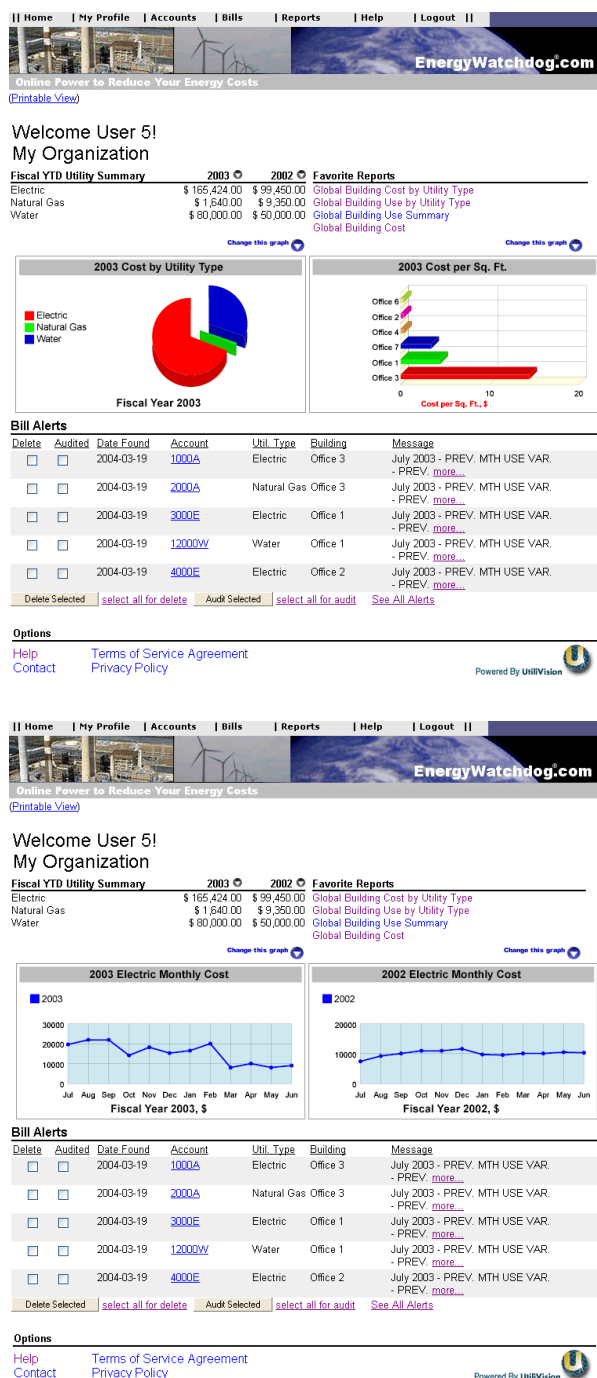 || Home | My Profile | Accounts | Bills | Reports | Help | Logout ||
EnergyWatchdog.com
Online Power to Reduce Your Energy Costs
(Printable View)
Welcome User 5!
My Organization
Fiscal YTD Utility Summary 2003 2002 Favorite Reports
Electric $ 165,424.00 $ 99,450.00 Global Building Cost by Utility Type
Natural Gas $ 1,640.00 $ 9,350.00 Global Building Use by Utility Type
Water $ 80,000.00 $ 50,000.00 Global Building Use Summary
Global Building Cost
Change this graph Change this graph
2003 Cost by Utility Type
Electric
Natural Gas
Water
Fiscal Year 2003
2003 Cost per Sq. Ft.
Office 6
Office 2
Office 4
Office 7
Office 1
Office 3
0 10 20
Cost per Sq. Ft., $
Bill Alerts
Delete Audited Date Found Account Util. Type Building Message
2004-03-19 1000A Electric Office 3 July 2003 - PREV. MTH USE VAR.
- PREV. more...
2004-03-19 2000A Natural Gas Office 3 July 2003 - PREV. MTH USE VAR.
- PREV. more...
2004-03-19 3000E Electric Office 1 July 2003 - PREV. MTH USE VAR.
- PREV. more...
2004-03-19 12000W Water Office 1 July 2003 - PREV. MTH USE VAR.
- PREV. more...
2004-03-19 4000E Electric Office 2 July 2003 - PREV. MTH USE VAR.
- PREV. more...
Delete Selected select all for delete Audit Selected select all for audit See All Alerts
Options
Help Terms of Service Agreement
Contact Privacy Policy
Powered By UtiliVision
|| Home | My Profile | Accounts | Bills | Reports | Help | Logout ||
EnergyWatchdog.com
Online Power to Reduce Your Energy Costs
(Printable View)
Welcome User 5!
My Organization
Fiscal YTD Utility Summary 2003 2002 Favorite Reports
Electric $ 165,424.00 $ 99,450.00 Global Building Cost by Utility Type
Natural Gas $ 1,640.00 $ 9,350.00 Global Building Use by Utility Type
Water $ 80,000.00 $ 50,000.00 Global Building Use Summary
Global Building Cost
Change this graph Change this graph
2003 Electric Monthly Cost
2003
30000
20000
10000
0
Jul Aug Sep Oct Nov Dec Jan Feb Mar Apr May Jun
Fiscal Year 2003, $
2002 Electric Monthly Cost
2002
20000
10000
0
Jul Aug Sep Oct Nov Dec Jan Feb Mar Apr May Jun
Fiscal Year 2002, $
Bill Alerts
Delete Audited Date Found Account Util. Type Building Message
2004-03-19 1000A Electric Office 3 July 2003 - PREV. MTH USE VAR.
- PREV. more...
2004-03-19 2000A Natural Gas Office 3 July 2003 - PREV. MTH USE VAR.
- PREV. more...
2004-03-19 3000E Electric Office 1 July 2003 - PREV. MTH USE VAR.
- PREV. more...
2004-03-19 12000W Water Office 1 July 2003 - PREV. MTH USE VAR.
- PREV. more...
2004-03-19 4000E Electric Office 2 July 2003 - PREV. MTH USE VAR.
- PREV. more...
Delete Selected select all for delete Audit Selected select all for audit See All Alerts
Options
Help Terms of Service Agreement
Contact Privacy Policy
Powered By UtiliVision